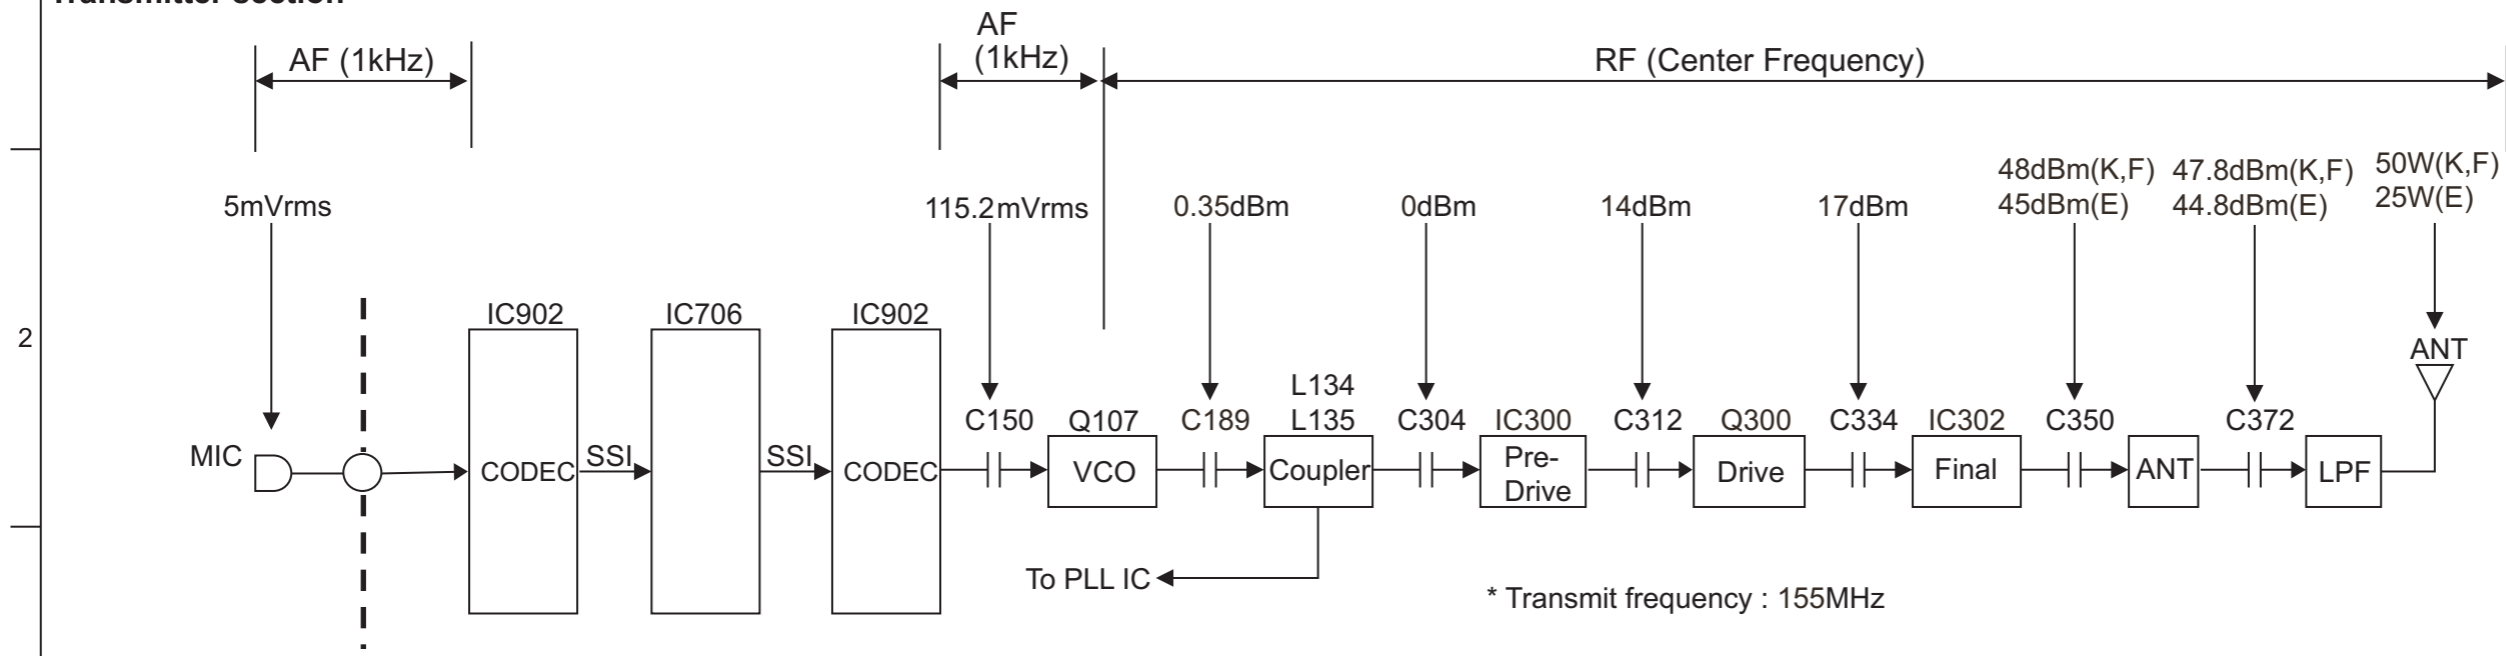 Transmitter section
AF (1kHz)
AF
(1kHz)
RF (Center Frequency)
5mVrms
115.2mVrms
0.35dBm
0dBm
14dBm
17dBm
48dBm(K,F)
45dBm(E)
47.8dBm(K,F)
44.8dBm(E)
50W(K,F)
25W(E)
2
IC902
IC706
IC902
ANT
L134
C150
Q107
C189
L135
C304
IC300
C312
Q300
C334
IC302
C350
C372
MIC
CODEC
SSI
SSI
CODEC
VCO
Coupler
Pre-
Drive
Drive
Final
ANT
LPF
To PLL IC
* Transmit frequency : 155MHz